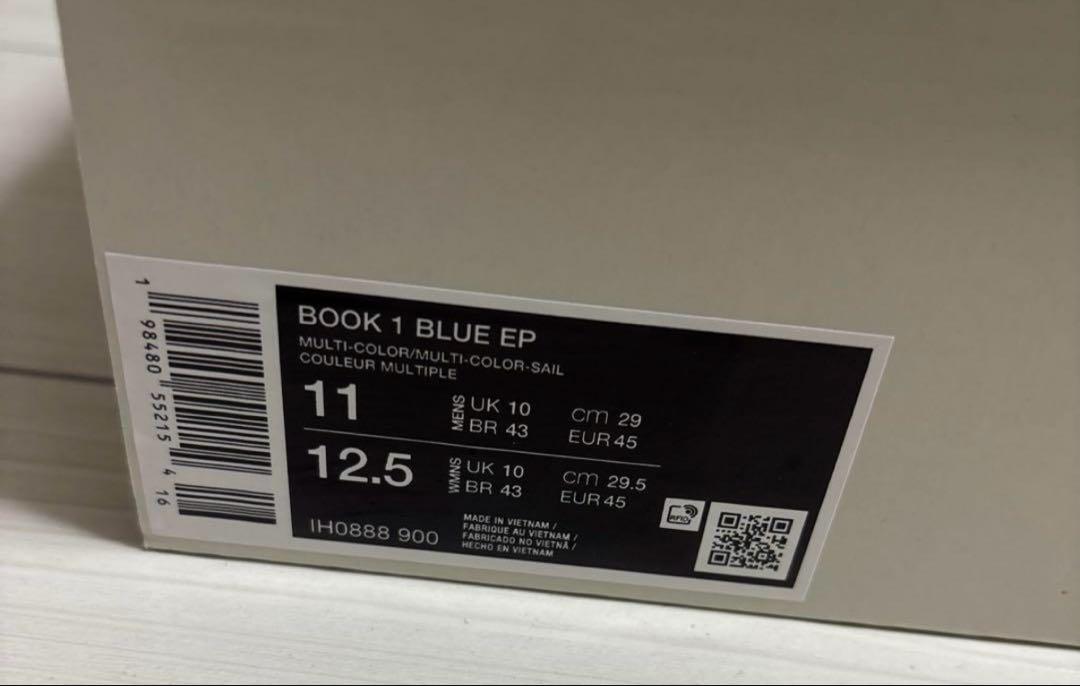 1 98480 55215 4 16
BOOK 1 BLUE EP
MULTI-COLOR/MULTI-COLOR-SAIL
COULEUR MULTIPLE
11 MENS UK 10 cm 29
BR 43 EUR 45
12.5 WMNS UK 10 cm 29.5
BR 43 EUR 45
IH0888 900
MADE IN VIETNAM /
FABRIQUE AU VIETNAM /
FABRICADO NO VIETNÃ /
HECHO EN VIETNAM
RFID